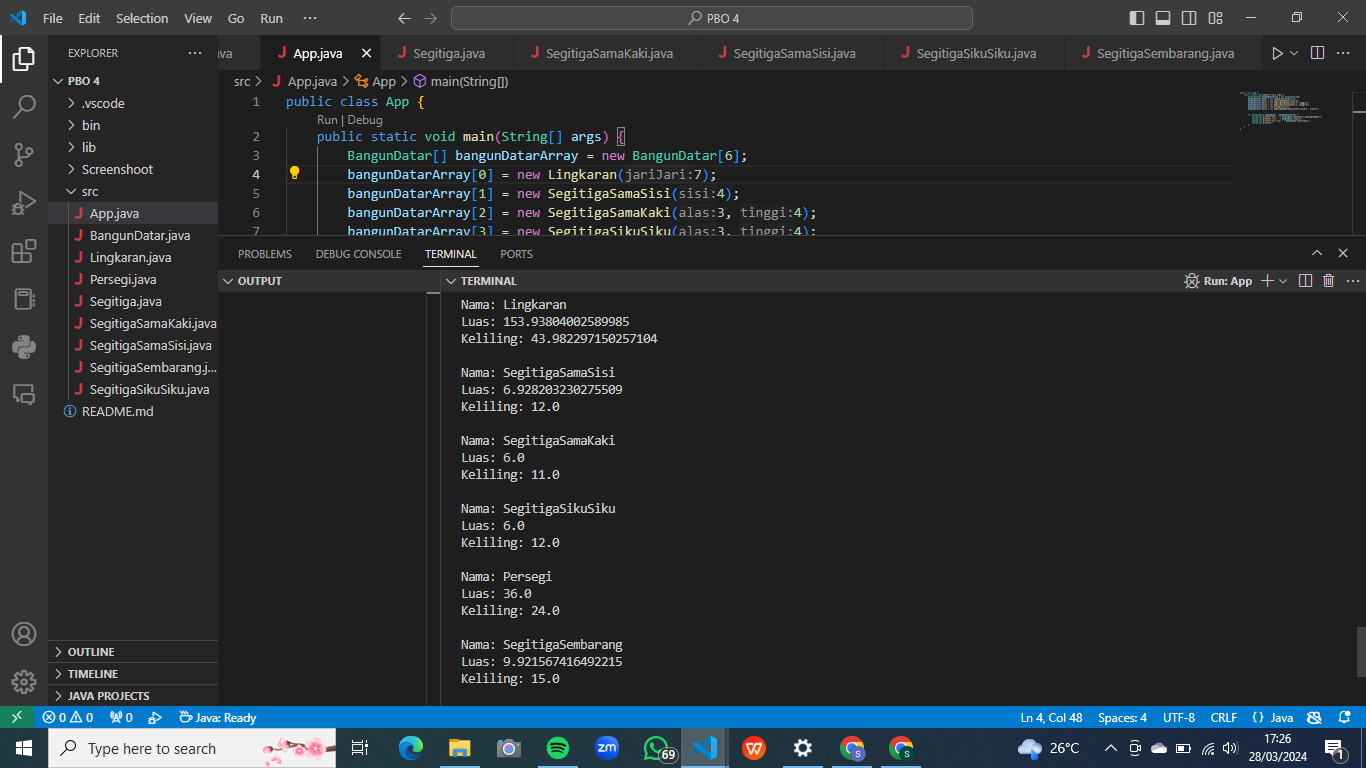 File Edit Selection View Go Run ··· PBO 4
EXPLORER ···
PBO 4
.vscode
bin
lib
Screenshoot
src
App.java
BangunDatar.java
Lingkaran.java
Persegi.java
Segitiga.java
SegitigaSamaKaki.java
SegitigaSamaSisi.java
SegitigaSembarang.j...
SegitigaSikuSiku.java
README.md
OUTLINE
TIMELINE
JAVA PROJECTS
ava App.java Segitiga.java SegitigaSamaKaki.java SegitigaSamaSisi.java SegitigaSikuSiku.java SegitigaSembarang.java
src > App.java > App > main(String[])
1 public class App {
Run | Debug
2 public static void main(String[] args) {
3 BangunDatar[] bangunDatarArray = new BangunDatar[6];
4 bangunDatarArray[0] = new Lingkaran(jariJari:7);
5 bangunDatarArray[1] = new SegitigaSamaSisi(sisi:4);
6 bangunDatarArray[2] = new SegitigaSamaKaki(alas:3, tinggi:4);
7 bangunDatarArray[3] = new SegitigaSikuSiku(alas:3, tinggi:4);
PROBLEMS DEBUG CONSOLE TERMINAL PORTS
OUTPUT
TERMINAL Run: App
Nama: Lingkaran
Luas: 153.93804002589985
Keliling: 43.982297150257104
Nama: SegitigaSamaSisi
Luas: 6.928203230275509
Keliling: 12.0
Nama: SegitigaSamaKaki
Luas: 6.0
Keliling: 11.0
Nama: SegitigaSikuSiku
Luas: 6.0
Keliling: 12.0
Nama: Persegi
Luas: 36.0
Keliling: 24.0
Nama: SegitigaSembarang
Luas: 9.921567416492215
Keliling: 15.0
0 0 0 Java: Ready Ln 4, Col 48 Spaces: 4 UTF-8 CRLF {} Java
Type here to search zm 69 W S S 26°C 17:26
28/03/2024 1